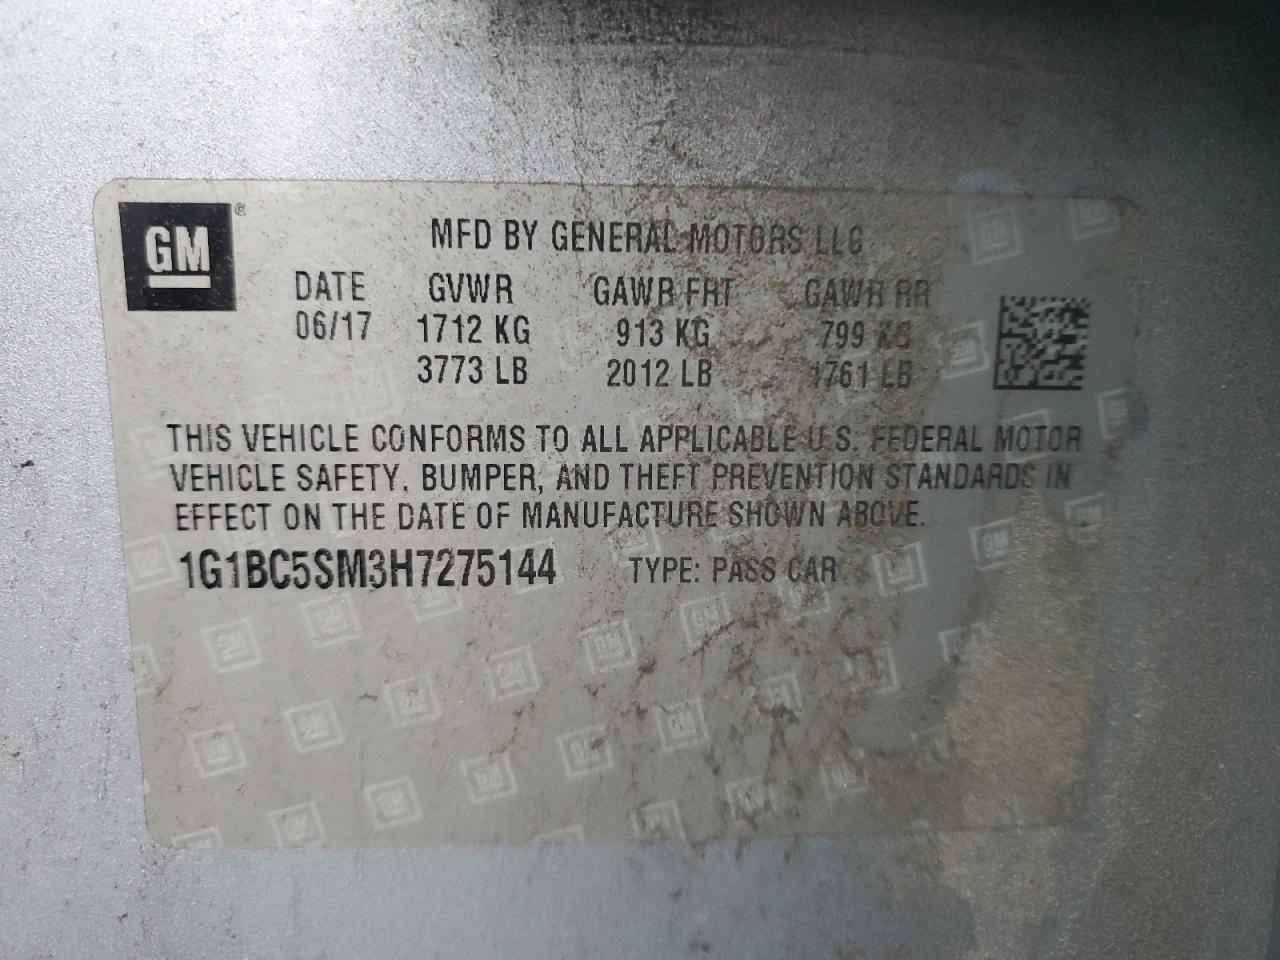 GM ®
MFD BY GENERAL MOTORS LLC
DATE GVWR GAWR FRT GAWR RR
06/17 1712 KG 913 KG 799 KG
3773 LB 2012 LB 1761 LB
THIS VEHICLE CONFORMS TO ALL APPLICABLE U.S. FEDERAL MOTOR
VEHICLE SAFETY, BUMPER, AND THEFT PREVENTION STANDARDS IN
EFFECT ON THE DATE OF MANUFACTURE SHOWN ABOVE.
1G1BC5SM3H7275144 TYPE: PASS CAR